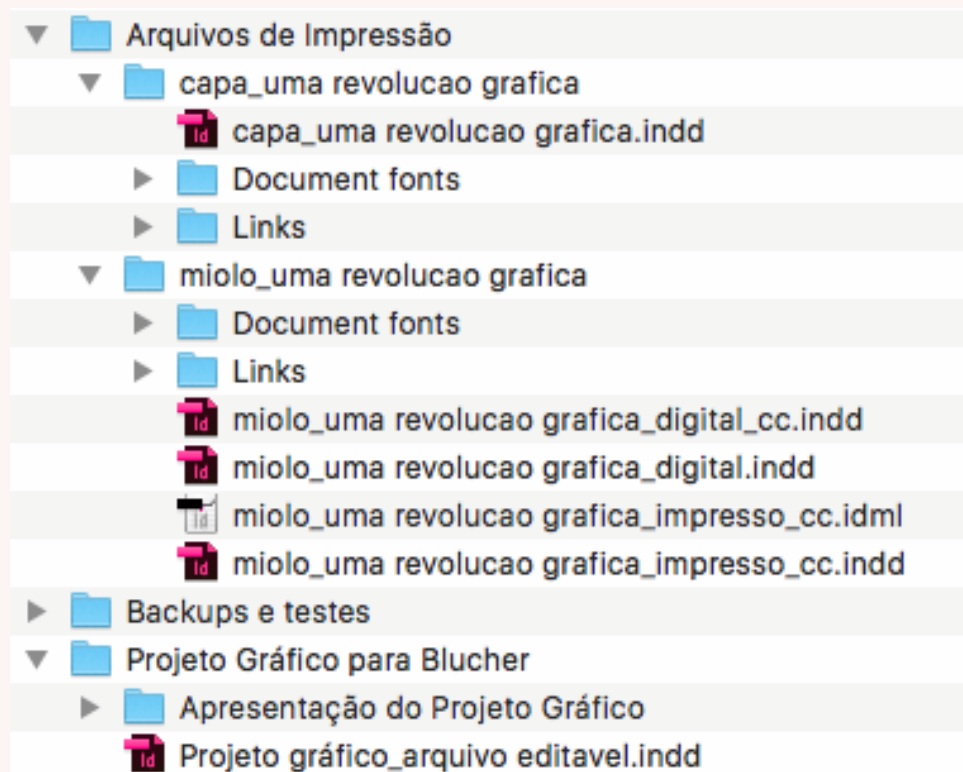 Arquivos de Impressão
capa_uma revolucao grafica
capa_uma revolucao grafica.indd
Document fonts
Links
miolo_uma revolucao grafica
Document fonts
Links
miolo_uma revolucao grafica_digital_cc.indd
miolo_uma revolucao grafica_digital.indd
miolo_uma revolucao grafica_impresso_cc.idml
miolo_uma revolucao grafica_impresso_cc.indd
Backups e testes
Projeto Gráfico para Blucher
Apresentação do Projeto Gráfico
Projeto gráfico_arquivo editavel.indd